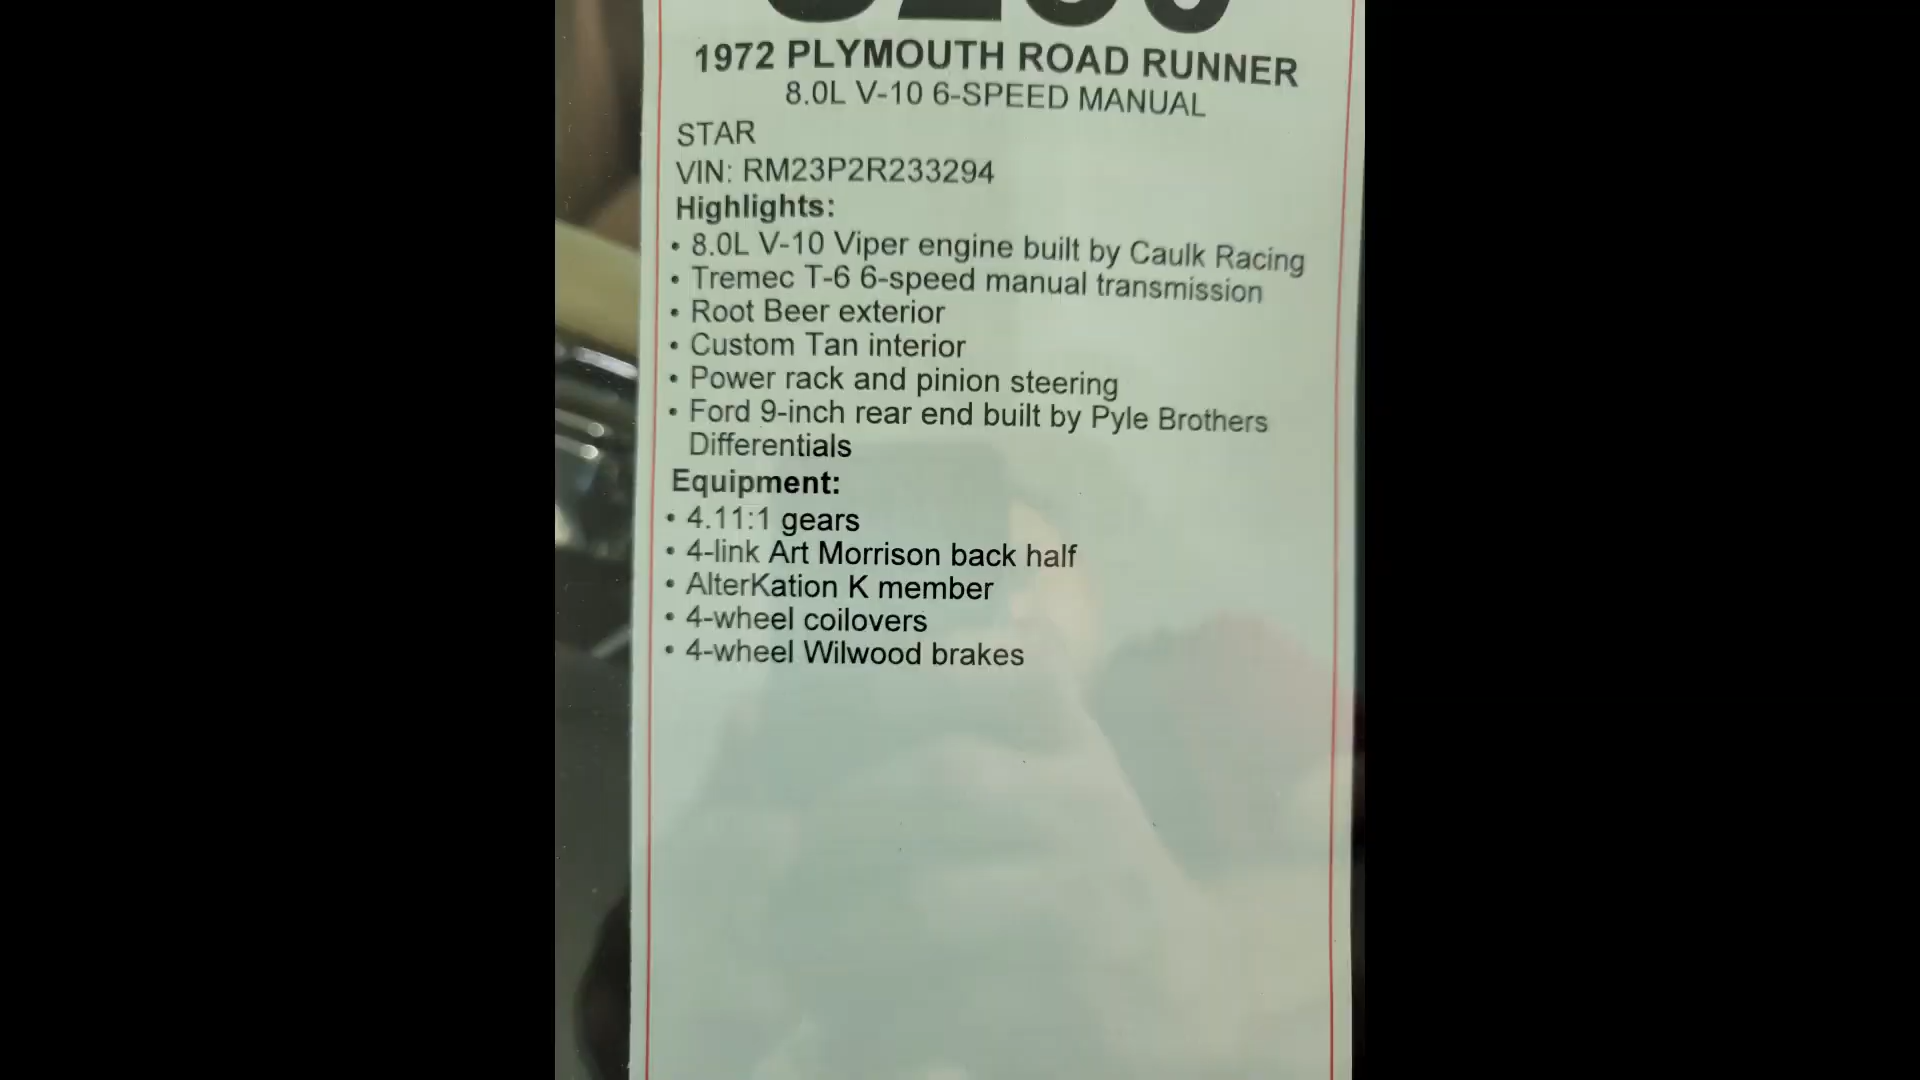 1972 PLYMOUTH ROAD RUNNER
8.0L V-10 6-SPEED MANUAL
STAR
VIN: RM23P2R233294
Highlights:
• 8.0L V-10 Viper engine built by Caulk Racing
• Tremec T-6 6-speed manual transmission
• Root Beer exterior
• Custom Tan interior
• Power rack and pinion steering
• Ford 9-inch rear end built by Pyle Brothers
Differentials
Equipment:
• 4.11:1 gears
• 4-link Art Morrison back half
• AlterKation K member
• 4-wheel coilovers
• 4-wheel Wilwood brakes